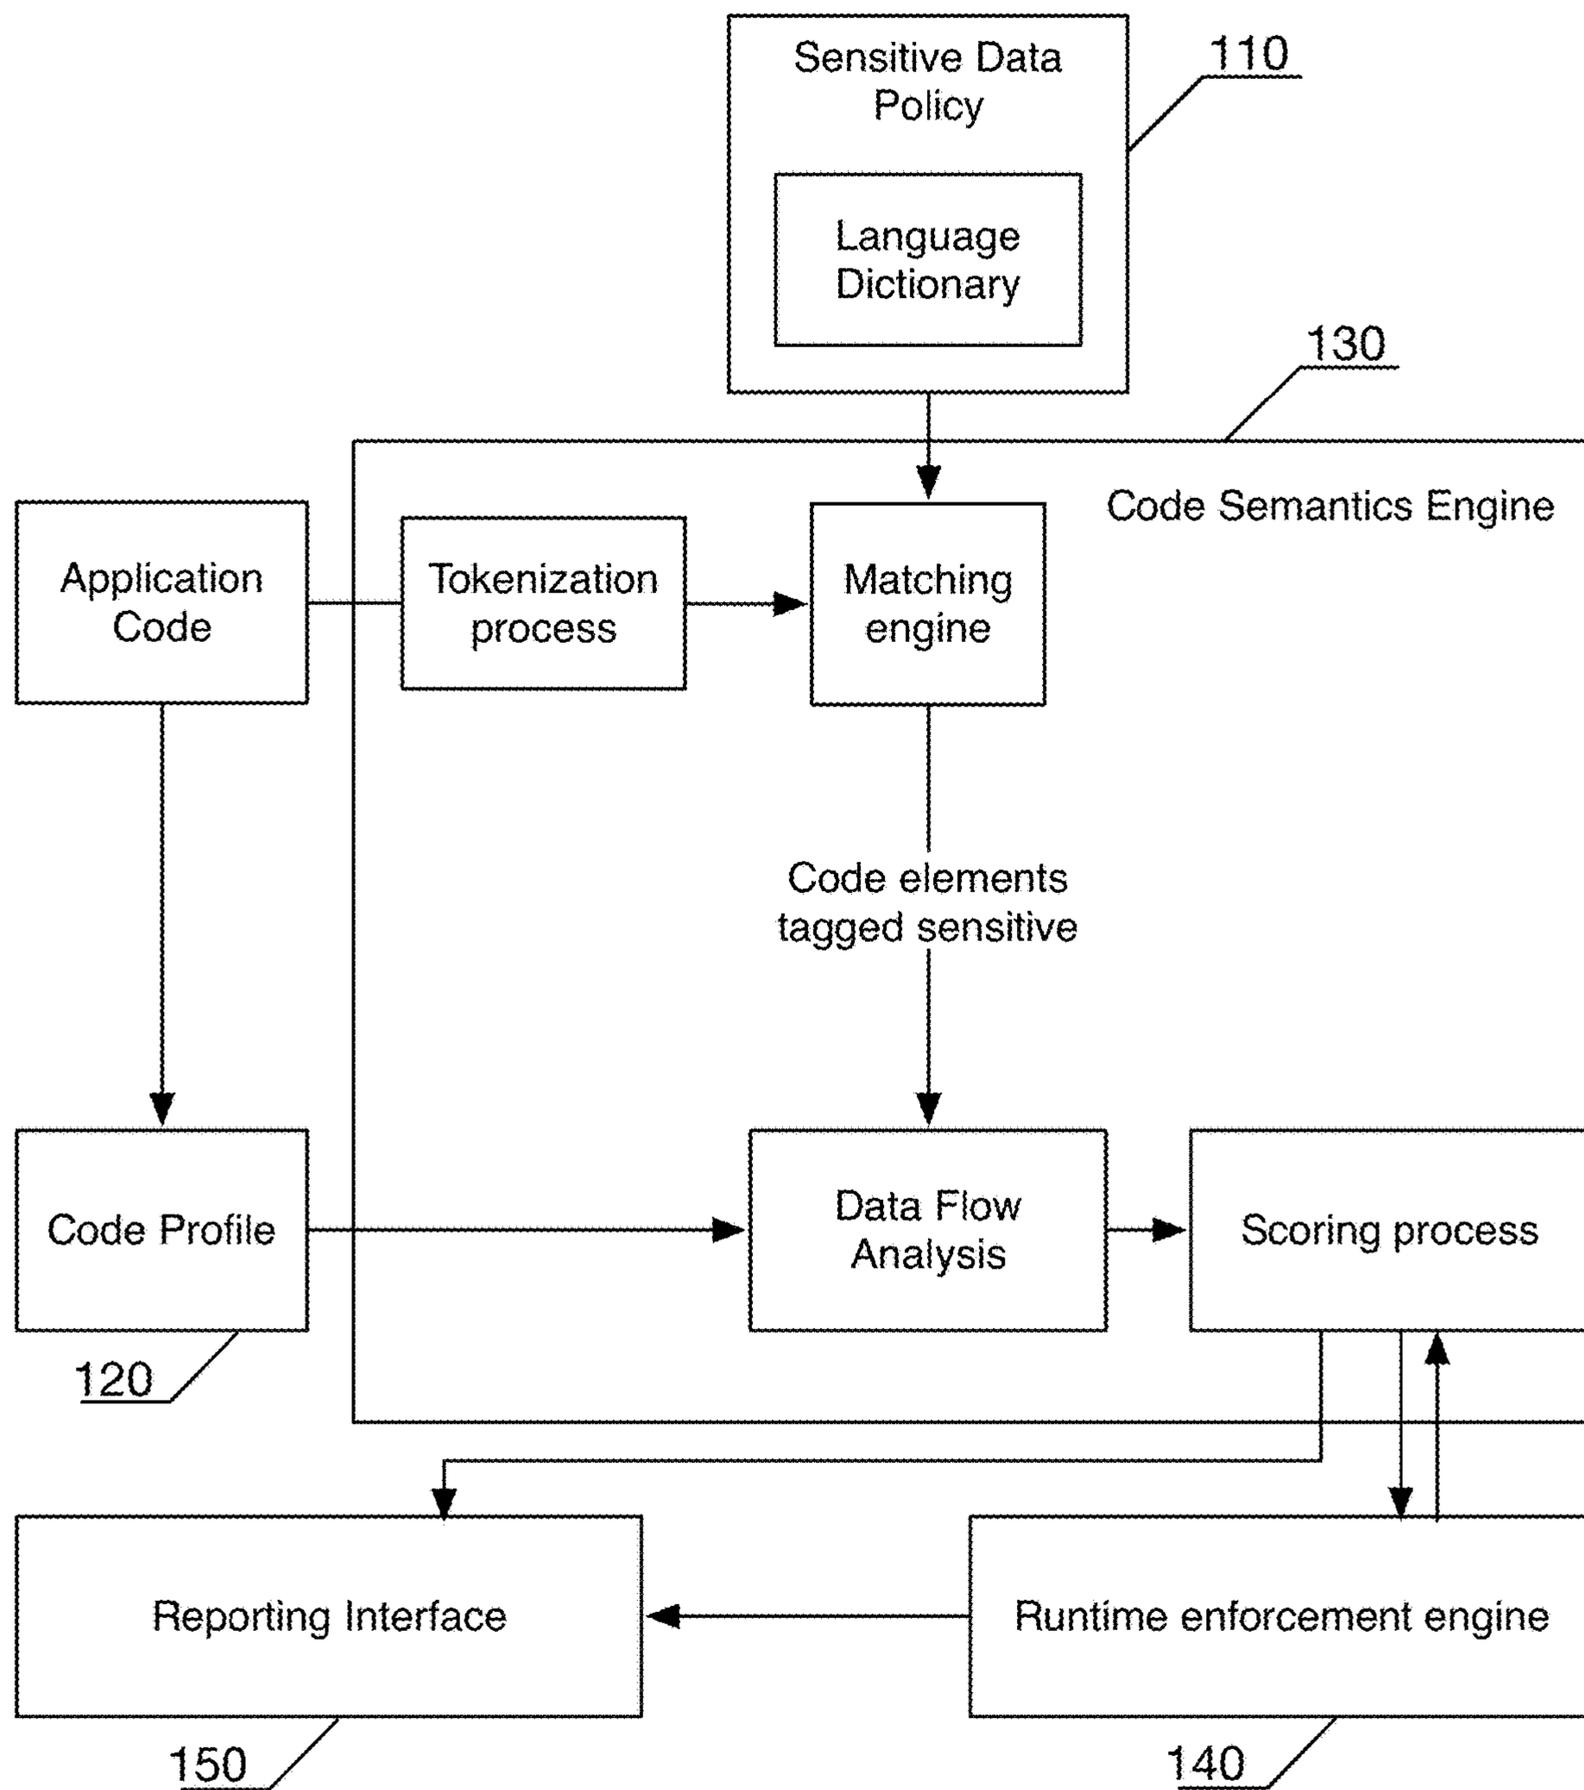 Sensitive Data
Policy
110
Language
Dictionary
130
Code Semantics Engine
Application
Code
Tokenization
process
Matching
engine
Code elements
tagged sensitive
Code Profile
Data Flow
Analysis
Scoring process
120
Reporting Interface
Runtime enforcement engine
150
140